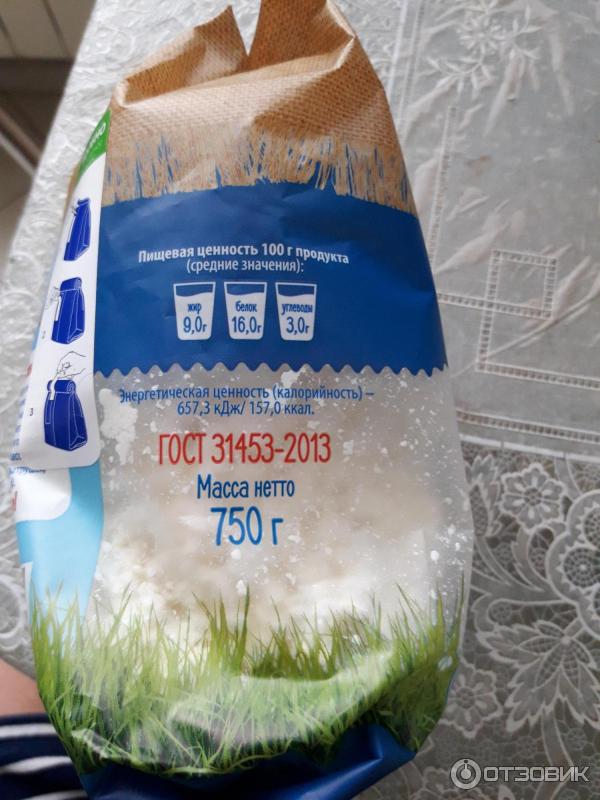 Пищевая ценность 100 г продукта
(средние значения):
жир белок углеводы
9,0г 16,0г 3,0г
Энергетическая ценность (калорийность) –
657,3 кДж/ 157,0 ккал.
ГОСТ 31453-2013
Масса нетто
750 г
3
ОТЗОВИК